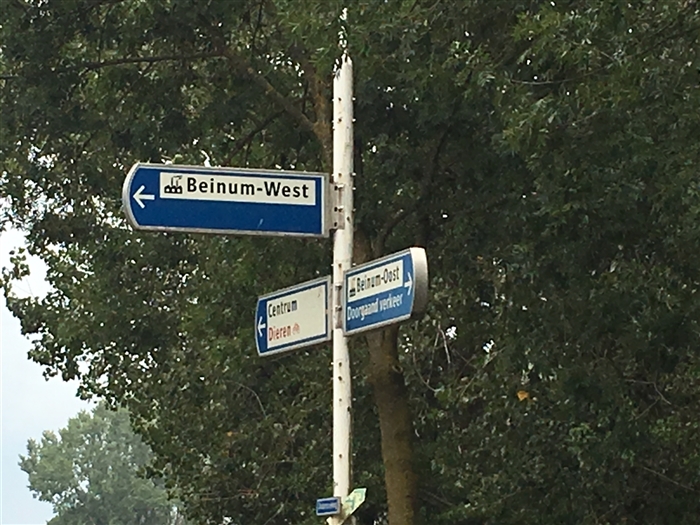 Beinum-West
Centrum
Dieren
Beinum-Oost
Doorgaand verkeer